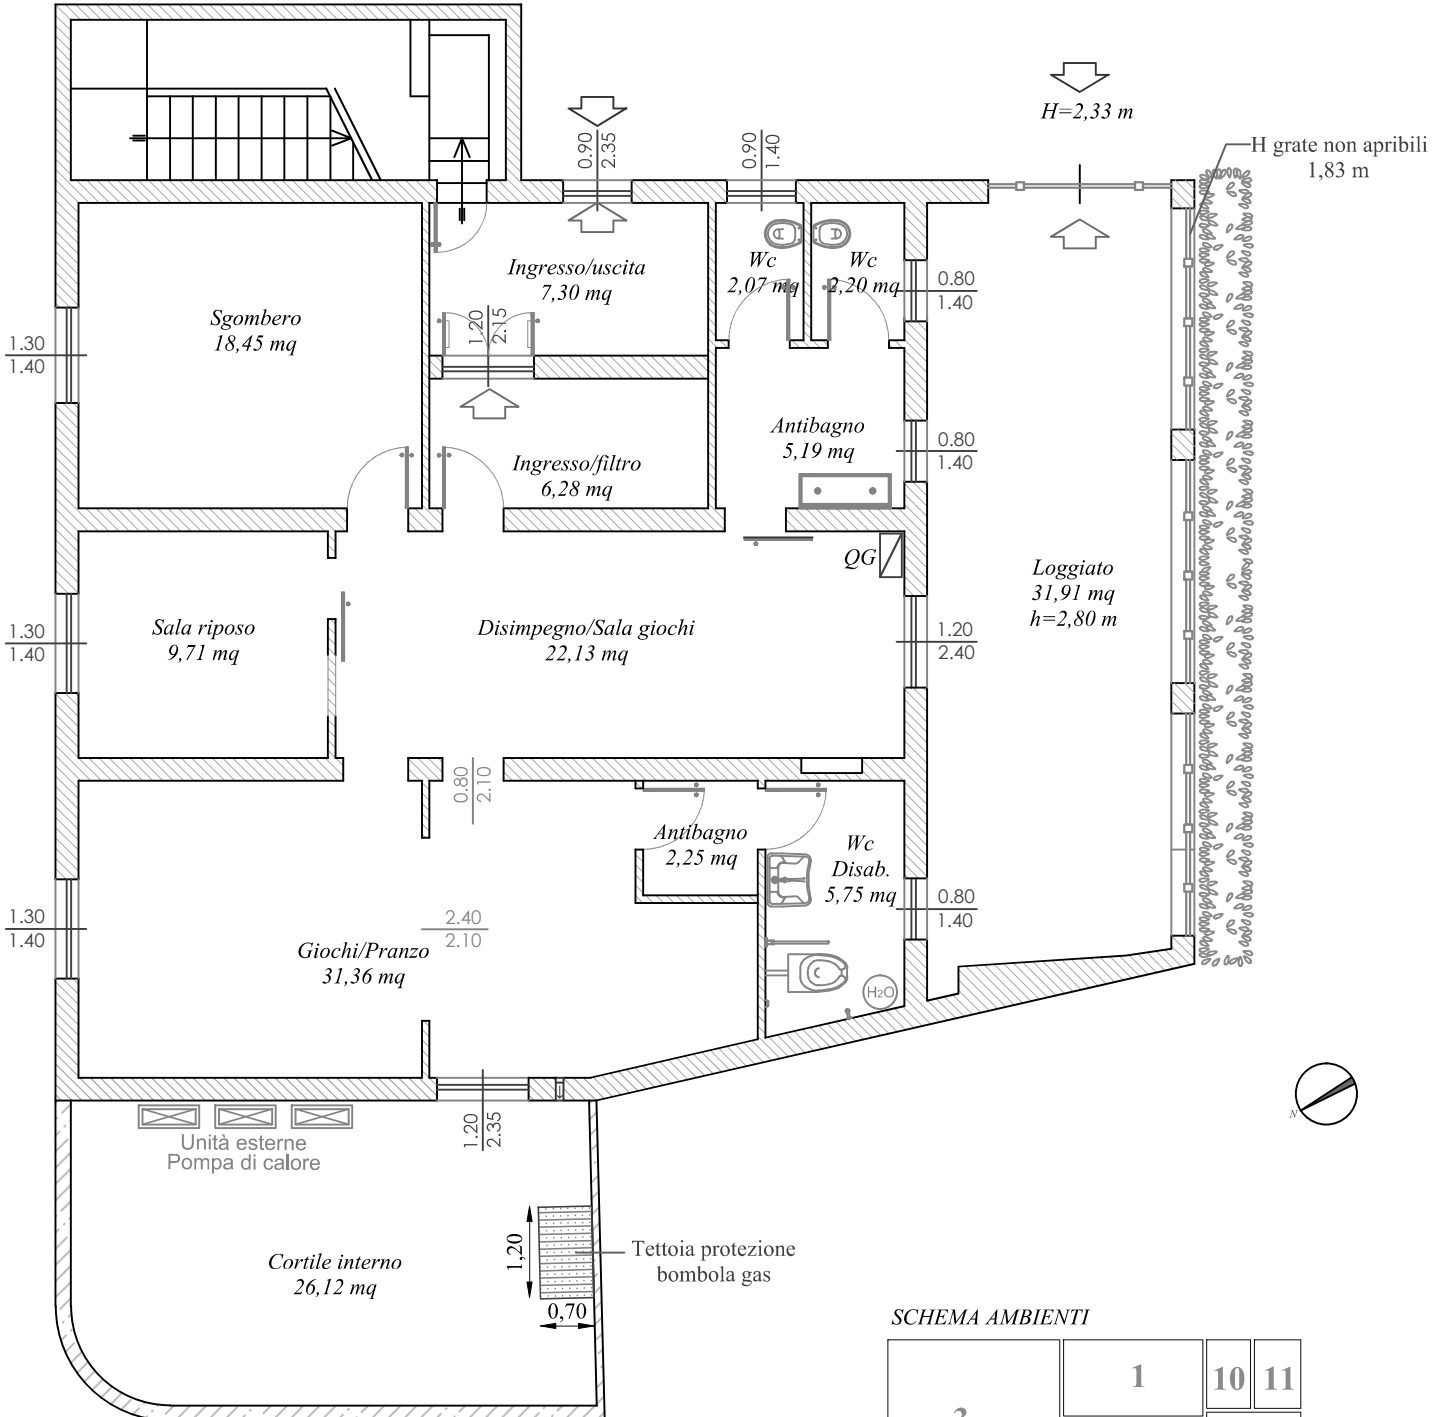 H=2,33 m
H grate non apribili
1,83 m
0.90
2.35
0.90
1.40
Ingresso/uscita
7,30 mq
Wc
2,07 mq
Wc
2,20 mq
0.80
1.40
Sgombero
18,45 mq
1.20
2.15
1.30
1.40
Antibagno
5,19 mq
0.80
1.40
Ingresso/filtro
6,28 mq
QG
Loggiato
31,91 mq
h=2,80 m
1.30
1.40
Sala riposo
9,71 mq
Disimpegno/Sala giochi
22,13 mq
1.20
2.40
0.80
2.10
Antibagno
2,25 mq
Wc
Disab.
5,75 mq
0.80
1.40
1.30
1.40
2.40
2.10
Giochi/Pranzo
31,36 mq
H2O
N
1.20
2.35
Unità esterne
Pompa di calore
Cortile interno
26,12 mq
1,20
0,70
Tettoia protezione
bombola gas
SCHEMA AMBIENTI
1
10
11